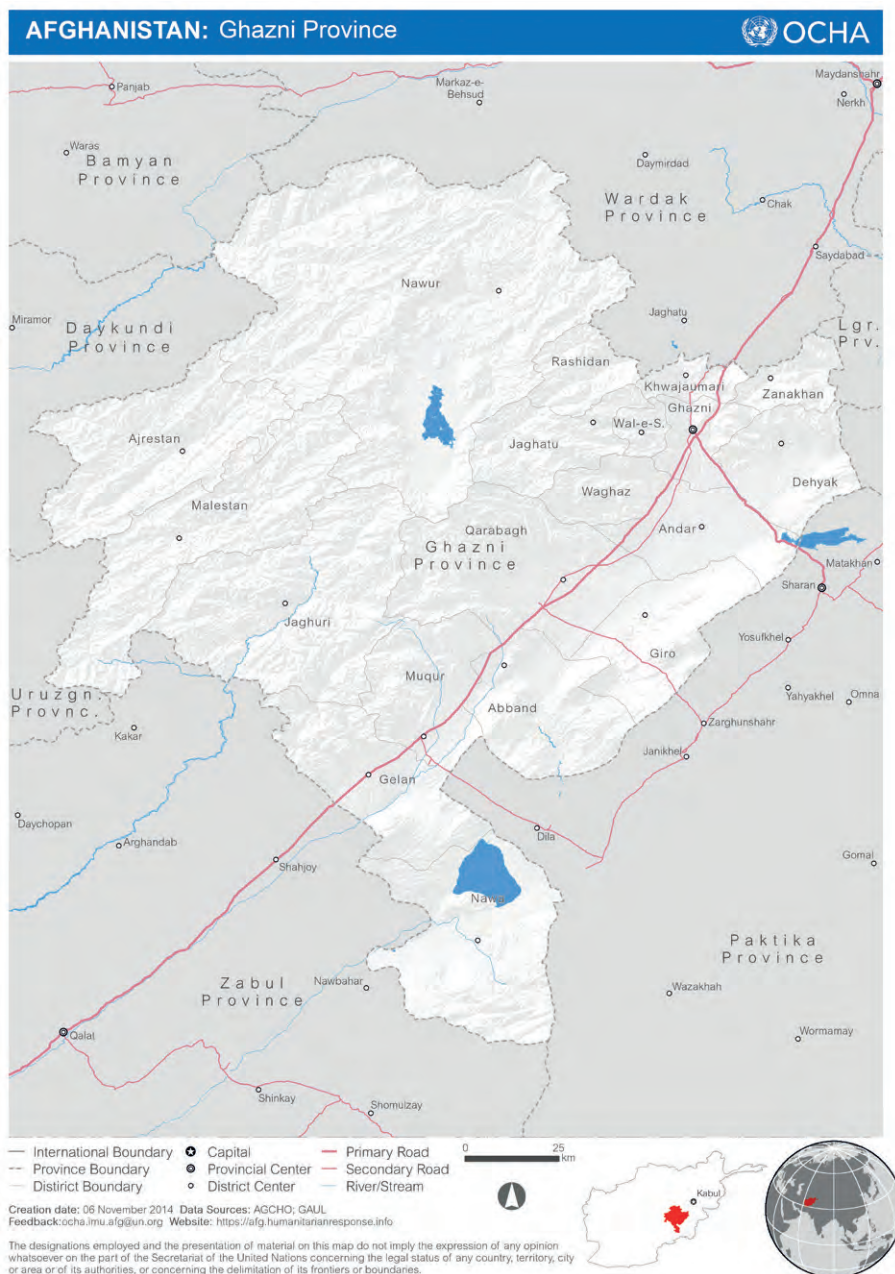 AFGHANISTAN: Ghazni Province
OCHA
Panjab
Markaz-e-
Behsud
Maydanshahr
Nerkh
Waras
Bamyan
Province
Daymirdad
Wardak
Province
Chak
Saydabad
Nawur
Miramor
Daykundi
Province
Jaghatu
Lgr.
Prv.
Rashidan
Khwajaumari
Zanakhan
Ghazni
Wal-e-S.
Ajrestan
Jaghatu
Dehyak
Waghaz
Malestan
Qarabagh
Andar
Ghazni
Province
Matakhan
Sharan
Jaghuri
Giro
Yosufkhel
Muqur
Uruzgn.
Provnc.
Yahyakhel
Omna
Abband
Kakar
Zarghunshahr
Janikhel
Gelan
Daychopan
Dila
Arghandab
Shahjoy
Gomal
Nawa
Paktika
Province
Zabul
Province
Nawbahar
Wazakhah
Qalat
Wormamay
Shinkay
Shomulzay
International Boundary
Province Boundary
District Boundary
Capital
Provincial Center
District Center
Primary Road
Secondary Road
River/Stream
0 25
km
Kabul
Creation date: 06 November 2014 Data Sources: AGCHO; GAUL
Feedback:ocha.imu.afg@un.org Website: https://afg.humanitarianresponse.info
The designations employed and the presentation of material on this map do not imply the expression of any opinion
whatsoever on the part of the Secretariat of the United Nations concerning the legal status of any country, territory, city
or area or of its authorities, or concerning the delimitation of its frontiers or boundaries.